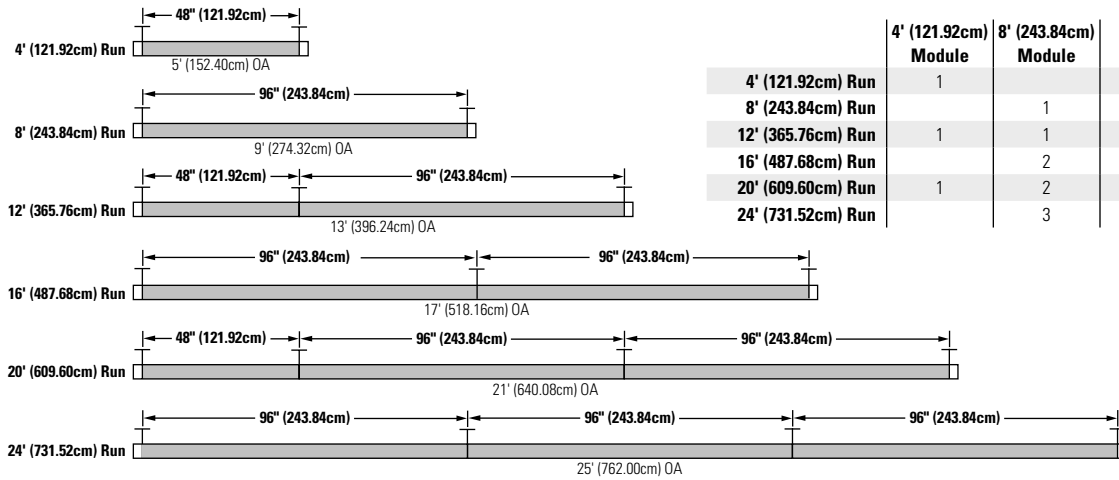 48" (121.92cm)
4' (121.92cm) Run
5' (152.40cm) OA
96" (243.84cm)
8' (243.84cm) Run
9' (274.32cm) OA
48" (121.92cm) 96" (243.84cm)
12' (365.76cm) Run
13' (396.24cm) OA
96" (243.84cm) 96" (243.84cm)
16' (487.68cm) Run
17' (518.16cm) OA
48" (121.92cm) 96" (243.84cm) 96" (243.84cm)
20' (609.60cm) Run
21' (640.08cm) OA
96" (243.84cm) 96" (243.84cm) 96" (243.84cm)
24' (731.52cm) Run
25' (762.00cm) OA
4' (121.92cm) 8' (243.84cm)
Module Module
4' (121.92cm) Run 1
8' (243.84cm) Run 1
12' (365.76cm) Run 1 1
16' (487.68cm) Run 2
20' (609.60cm) Run 1 2
24' (731.52cm) Run 3